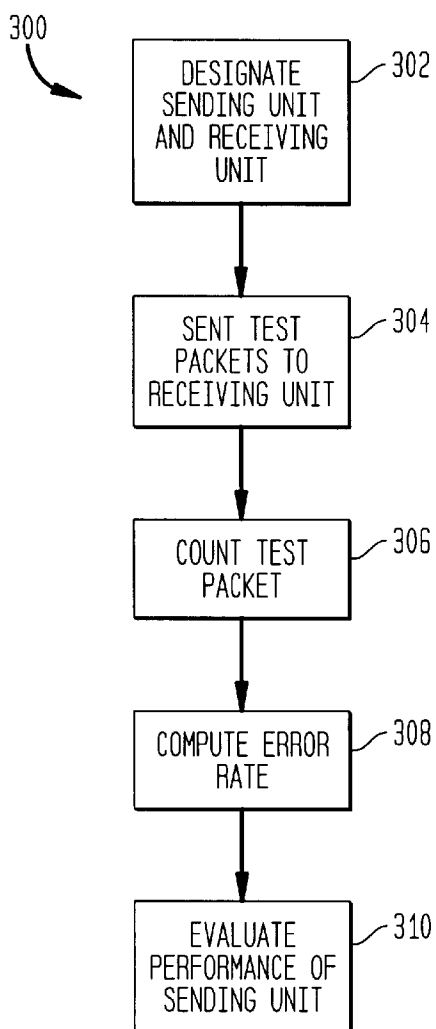 300
DESIGNATE
SENDING UNIT
AND RECEIVING
UNIT
302
SENT TEST
PACKETS TO
RECEIVING UNIT
304
COUNT TEST
PACKET
306
COMPUTE ERROR
RATE
308
EVALUATE
PERFORMANCE OF
SENDING UNIT
310